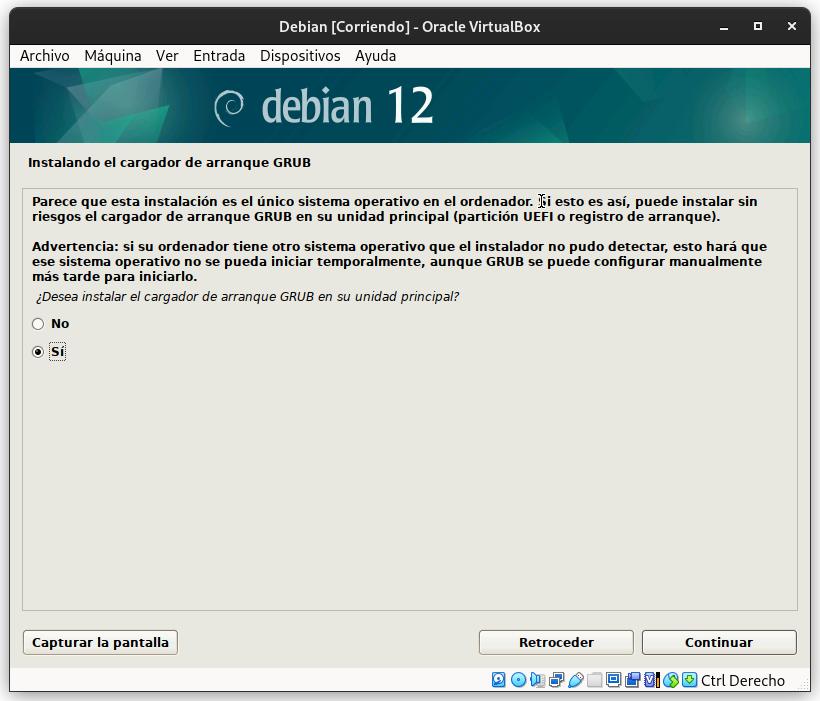 Debian [Corriendo] - Oracle VirtualBox
Archivo Máquina Ver Entrada Dispositivos Ayuda
debian 12
Instalando el cargador de arranque GRUB
Parece que esta instalación es el único sistema operativo en el ordenador. Si esto es así, puede instalar sin
riesgos el cargador de arranque GRUB en su unidad principal (partición UEFI o registro de arranque).
Advertencia: si su ordenador tiene otro sistema operativo que el instalador no pudo detectar, esto hará que
ese sistema operativo no se pueda iniciar temporalmente, aunque GRUB se puede configurar manualmente
más tarde para iniciarlo.
¿Desea instalar el cargador de arranque GRUB en su unidad principal?
No
Sí
Capturar la pantalla Retroceder Continuar
Ctrl Derecho